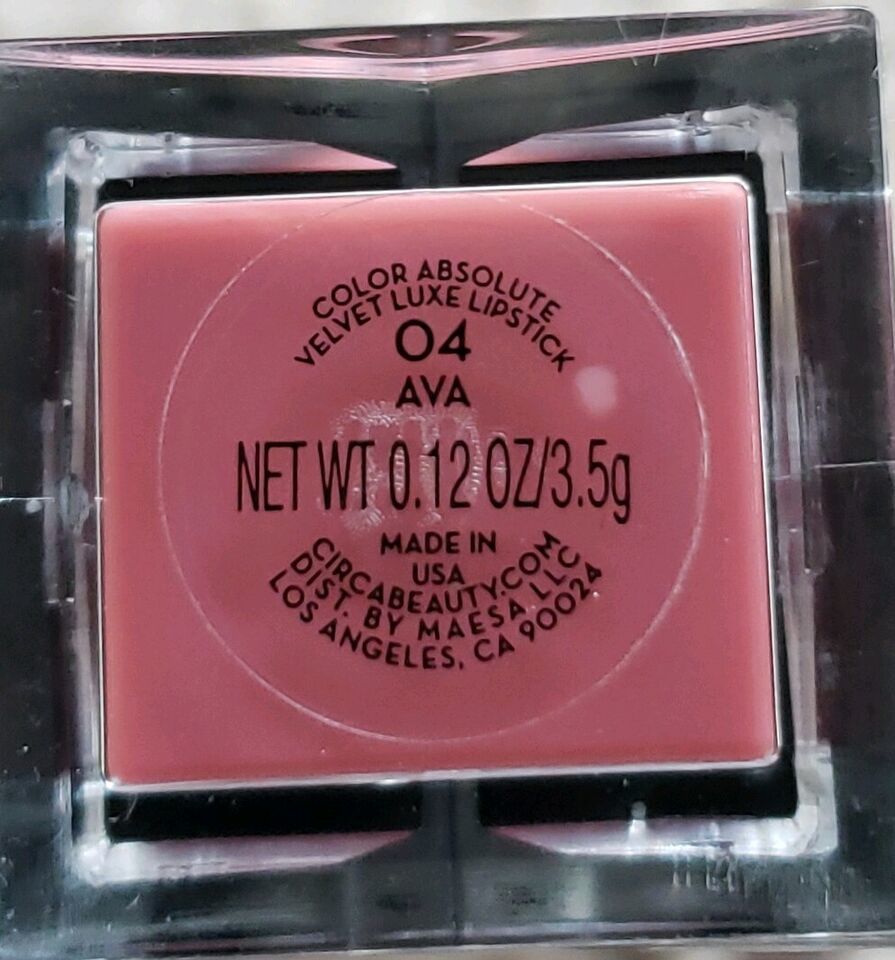 COLOR ABSOLUTE
VELVET LUXE LIPSTICK
04
AVA
NET WT 0.12 OZ/3.5g
MADE IN
USA
CIRCABEAUTY.COM
DIST. BY MAESA LLC
LOS ANGELES, CA 90024